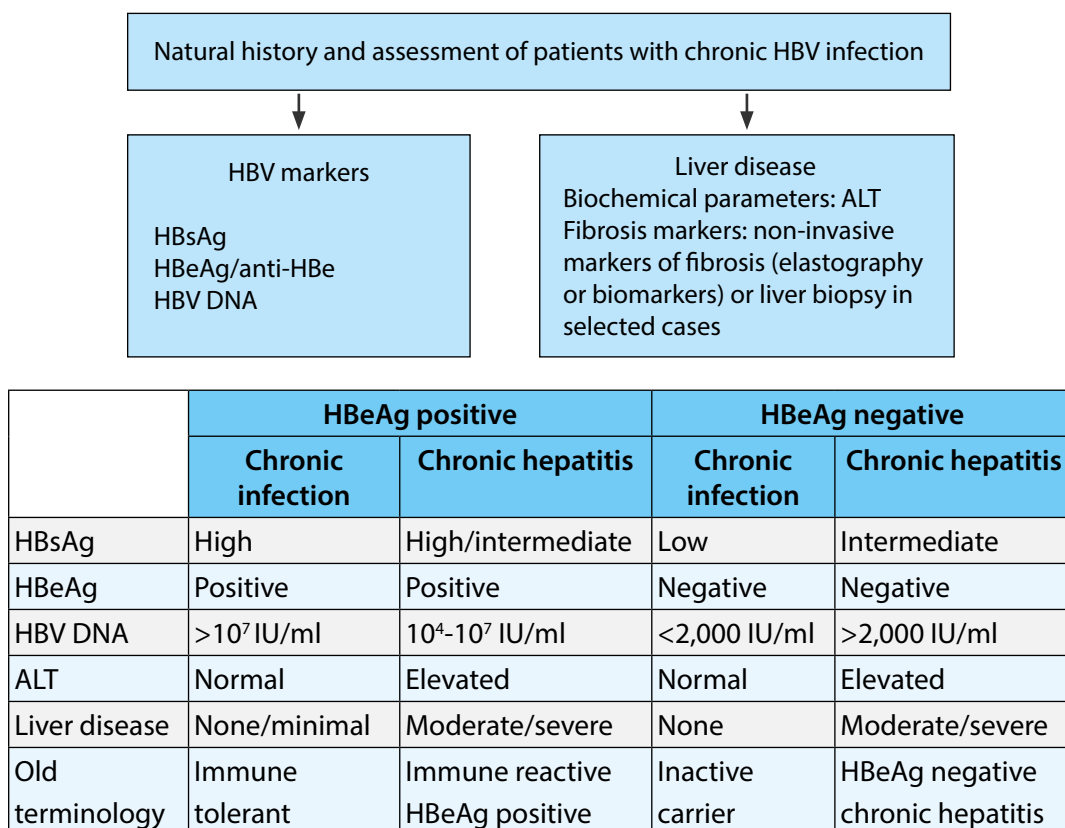 Natural history and assessment of patients with chronic HBV infection
HBV markers
HBsAg
HBeAg/anti-HBe
HBV DNA
Liver disease
Biochemical parameters: ALT
Fibrosis markers: non-invasive
markers of fibrosis (elastography
or biomarkers) or liver biopsy in
selected cases
HBeAg positive HBeAg negative
Chronic infection Chronic hepatitis Chronic infection Chronic hepatitis
HBsAg High High/intermediate Low Intermediate
HBeAg Positive Positive Negative Negative
HBV DNA >10⁷ IU/ml 10⁴-10⁷ IU/ml <2,000 IU/ml >2,000 IU/ml
ALT Normal Elevated Normal Elevated
Liver disease None/minimal Moderate/severe None Moderate/severe
Old Immune Immune reactive Inactive HBeAg negative
terminology tolerant HBeAg positive carrier chronic hepatitis